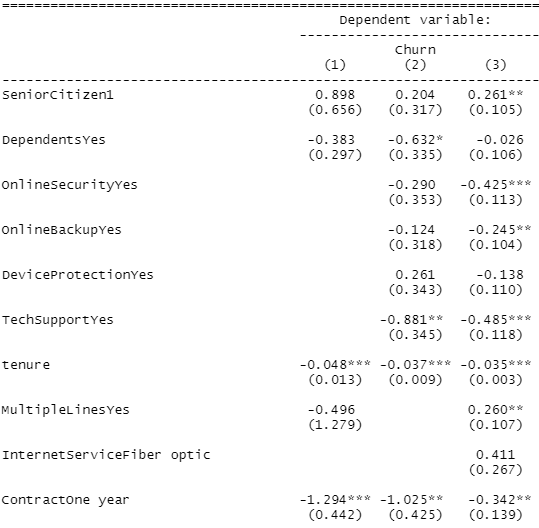 ================================================================
Dependent variable:
----------------------------
Churn
(1) (2) (3)
----------------------------------------------------------------
SeniorCitizen1 0.898 0.204 0.261**
(0.656) (0.317) (0.105)
DependentsYes -0.383 -0.632* -0.026
(0.297) (0.335) (0.106)
OnlineSecurityYes -0.290 -0.425***
(0.353) (0.113)
OnlineBackupYes -0.124 -0.245**
(0.318) (0.104)
DeviceProtectionYes 0.261 -0.138
(0.343) (0.110)
TechSupportYes -0.881** -0.485***
(0.345) (0.118)
tenure -0.048*** -0.037*** -0.035***
(0.013) (0.009) (0.003)
MultipleLinesYes -0.496 0.260**
(1.279) (0.107)
InternetServiceFiber optic 0.411
(0.267)
ContractOne year -1.294*** -1.025** -0.342**
(0.442) (0.425) (0.139)